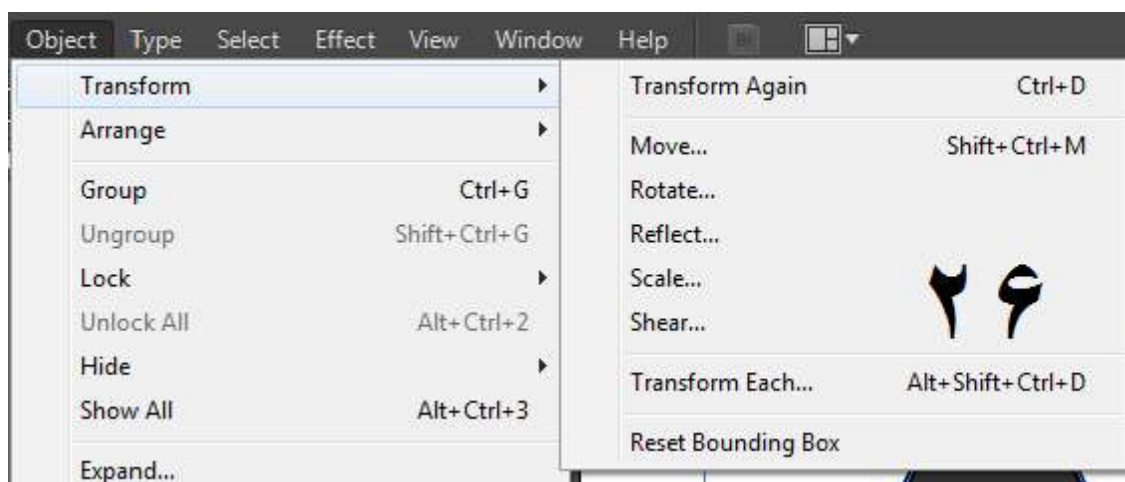 Object Type Select Effect View Window Help
Transform
Arrange
Group Ctrl+G
Ungroup Shift+Ctrl+G
Lock
Unlock All Alt+Ctrl+2
Hide
Show All Alt+Ctrl+3
Expand...
Transform Again Ctrl+D
Move... Shift+Ctrl+M
Rotate...
Reflect...
Scale...
Shear...
۲۶
Transform Each... Alt+Shift+Ctrl+D
Reset Bounding Box